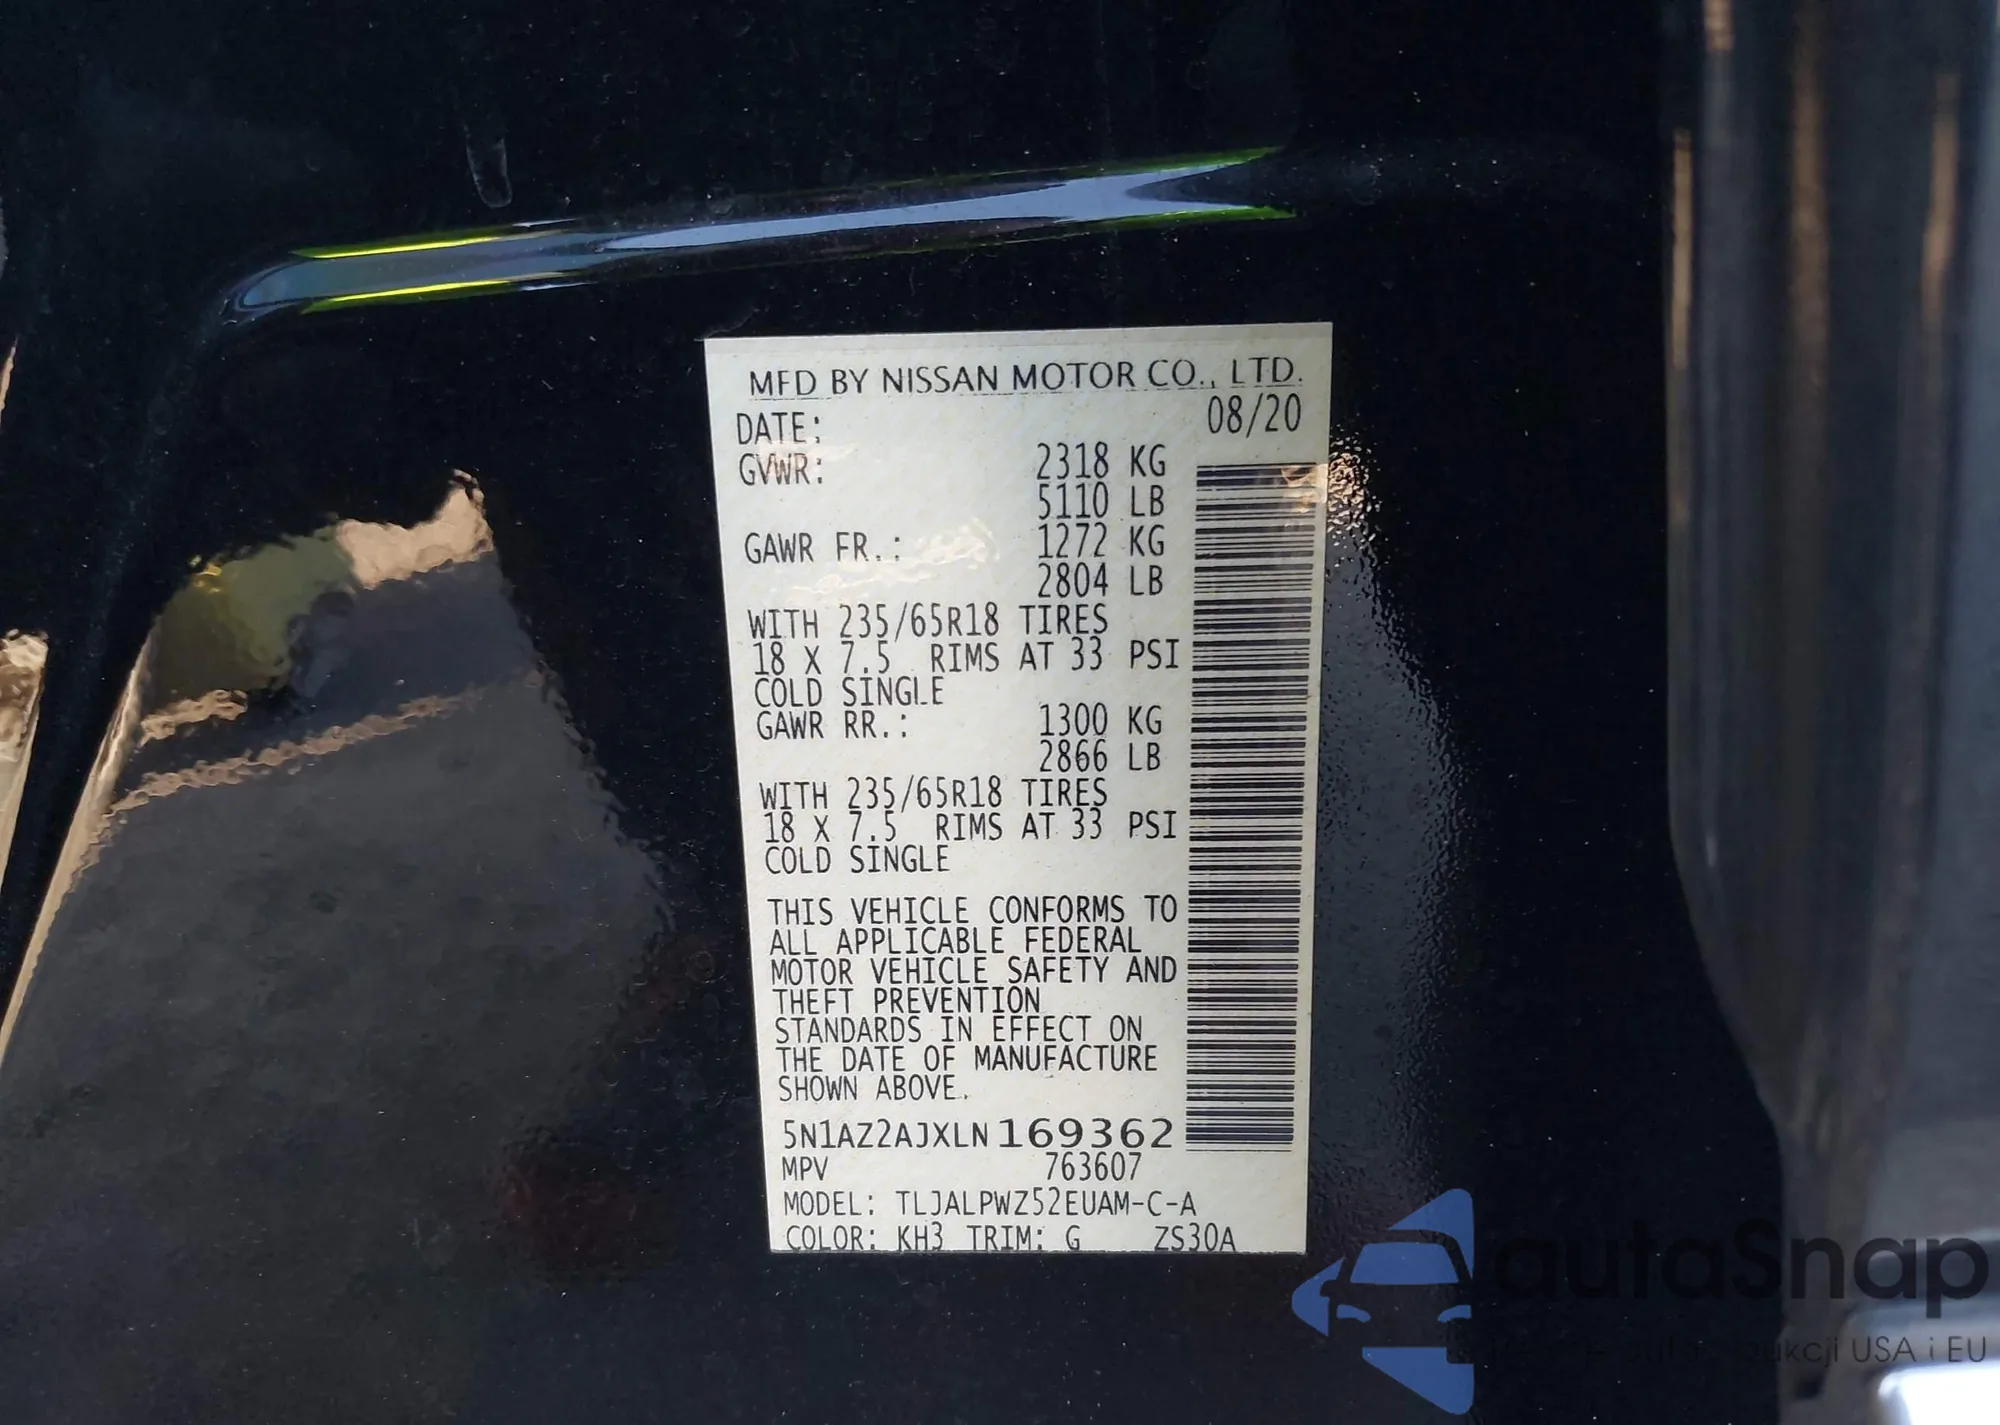 MFD BY NISSAN MOTOR CO., LTD.
DATE: 08/20
GVWR: 2318 KG
5110 LB
GAWR FR.: 1272 KG
2804 LB
WITH 235/65R18 TIRES
18 X 7.5 RIMS AT 33 PSI
COLD SINGLE
GAWR RR.: 1300 KG
2866 LB
WITH 235/65R18 TIRES
18 X 7.5 RIMS AT 33 PSI
COLD SINGLE
THIS VEHICLE CONFORMS TO
ALL APPLICABLE FEDERAL
MOTOR VEHICLE SAFETY AND
THEFT PREVENTION
STANDARDS IN EFFECT ON
THE DATE OF MANUFACTURE
SHOWN ABOVE.
5N1AZ2AJXLN169362
MPV 763607
MODEL: TLJALPWZ52EUAM-C-A
COLOR: KH3 TRIM: G ZS30A
autaSnap
USA i EU